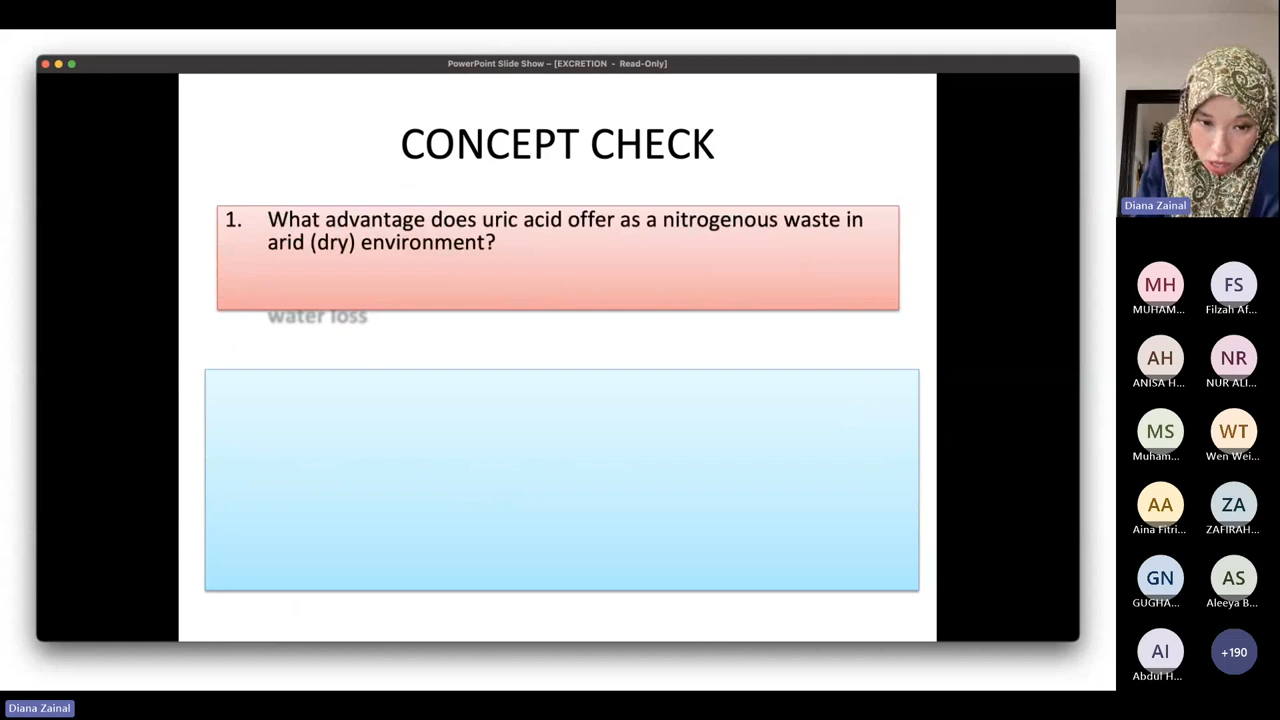 PowerPoint Slide Show – [EXCRETION - Read-Only]
CONCEPT CHECK
1. What advantage does uric acid offer as a nitrogenous waste in
arid (dry) environment?
water loss
Diana Zainal
MH
FS
MUHAM...
Filzah Af...
AH
NR
ANISA H...
NUR ALI...
MS
WT
Muham...
Wen Wei...
AA
ZA
Aina Fitri...
ZAFIRAH...
GN
AS
GUGHA...
Aleeya B...
AI
+190
Abdul H...
Diana Zainal